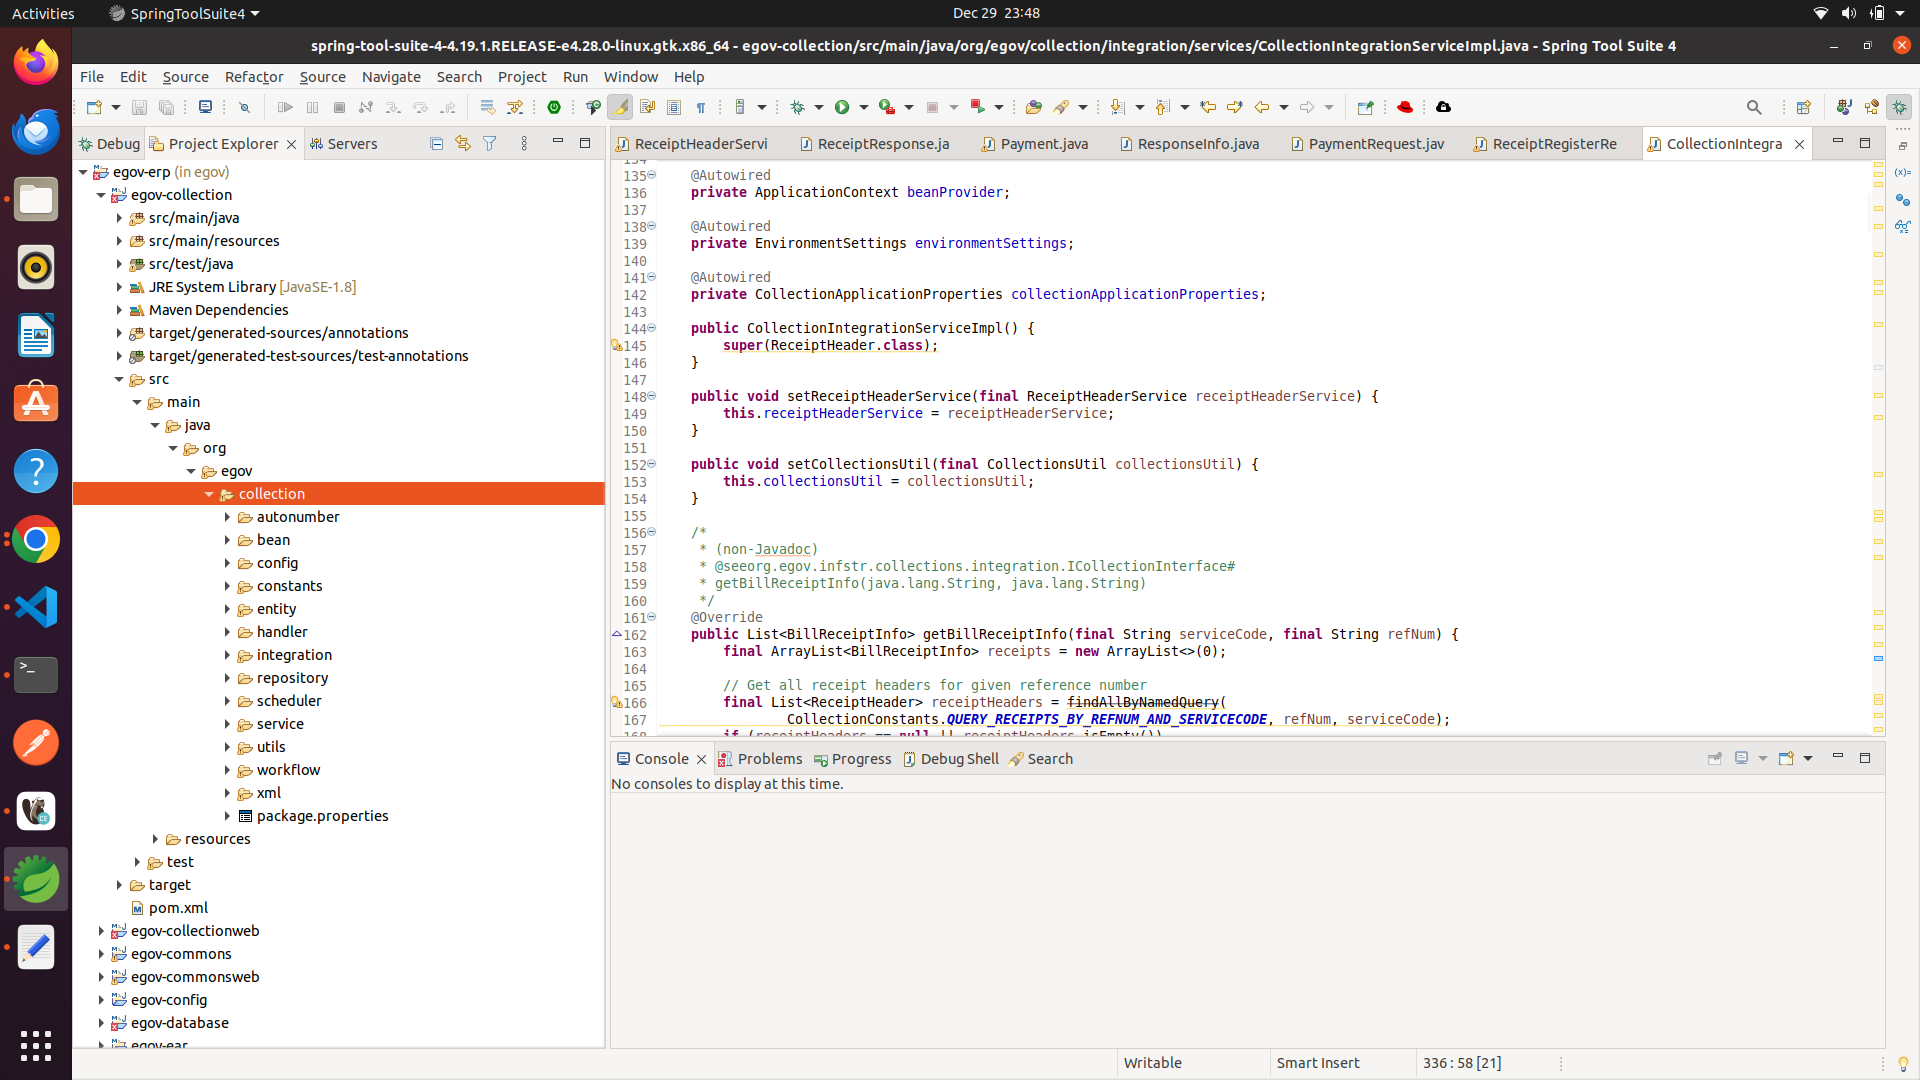 Activities SpringToolSuite4 Dec 29 23:48
spring-tool-suite-4-4.19.1.RELEASE-e4.28.0-linux.gtk.x86_64 - egov-collection/src/main/java/org/egov/collection/integration/services/CollectionIntegrationServiceImpl.java - Spring Tool Suite 4
File Edit Source Refactor Source Navigate Search Project Run Window Help
Debug Project Explorer Servers
egov-erp (in egov)
egov-collection
src/main/java
src/main/resources
src/test/java
JRE System Library [JavaSE-1.8]
Maven Dependencies
target/generated-sources/annotations
target/generated-test-sources/test-annotations
src
main
java
org
egov
collection
autonumber
bean
config
constants
entity
handler
integration
repository
scheduler
service
utils
workflow
xml
package.properties
resources
test
target
pom.xml
egov-collectionweb
egov-commons
egov-commonsweb
egov-config
egov-database
egov-ear
ReceiptHeaderServi ReceiptResponse.ja Payment.java ResponseInfo.java PaymentRequest.jav ReceiptRegisterRe CollectionIntegra
134
135 @Autowired
136 private ApplicationContext beanProvider;
137
138 @Autowired
139 private EnvironmentSettings environmentSettings;
140
141 @Autowired
142 private CollectionApplicationProperties collectionApplicationProperties;
143
144 public CollectionIntegrationServiceImpl() {
145 super(ReceiptHeader.class);
146 }
147
148 public void setReceiptHeaderService(final ReceiptHeaderService receiptHeaderService) {
149 this.receiptHeaderService = receiptHeaderService;
150 }
151
152 public void setCollectionsUtil(final CollectionsUtil collectionsUtil) {
153 this.collectionsUtil = collectionsUtil;
154 }
155
156 /*
157 * (non-Javadoc)
158 * @seeorg.egov.infstr.collections.integration.ICollectionInterface#
159 * getBillReceiptInfo(java.lang.String, java.lang.String)
160 */
161 @Override
162 public List<BillReceiptInfo> getBillReceiptInfo(final String serviceCode, final String refNum) {
163 final ArrayList<BillReceiptInfo> receipts = new ArrayList<>(0);
164
165 // Get all receipt headers for given reference number
166 final List<ReceiptHeader> receiptHeaders = findAllByNamedQuery(
167 CollectionConstants.QUERY_RECEIPTS_BY_REFNUM_AND_SERVICECODE, refNum, serviceCode);
168 if (receiptHeaders == null || receiptHeaders.isEmpty())
Console Problems Progress Debug Shell Search
No consoles to display at this time.
Writable Smart Insert 336 : 58 [21]